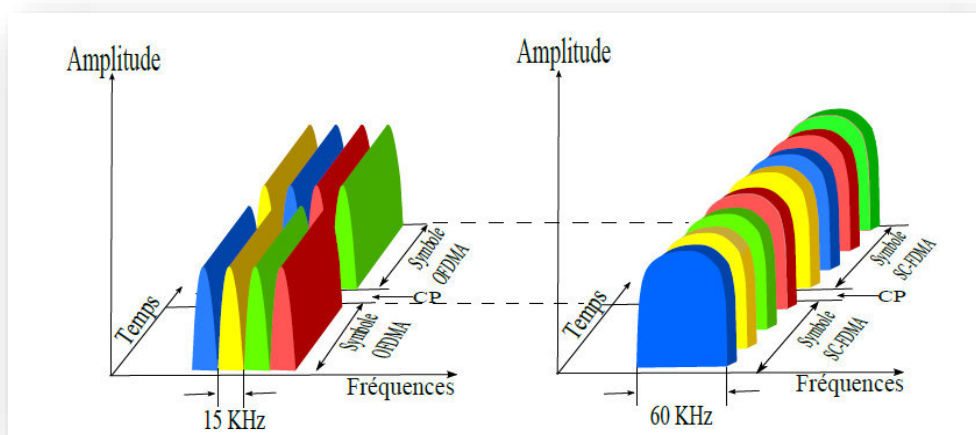 Amplitude
Temps
Symbole
OFDMA
CP
Symbole
OFDMA
Fréquences
15 KHz
Amplitude
Temps
Symbole
SC-FDMA
CP
Symbole
SC-FDMA
Fréquences
60 KHz